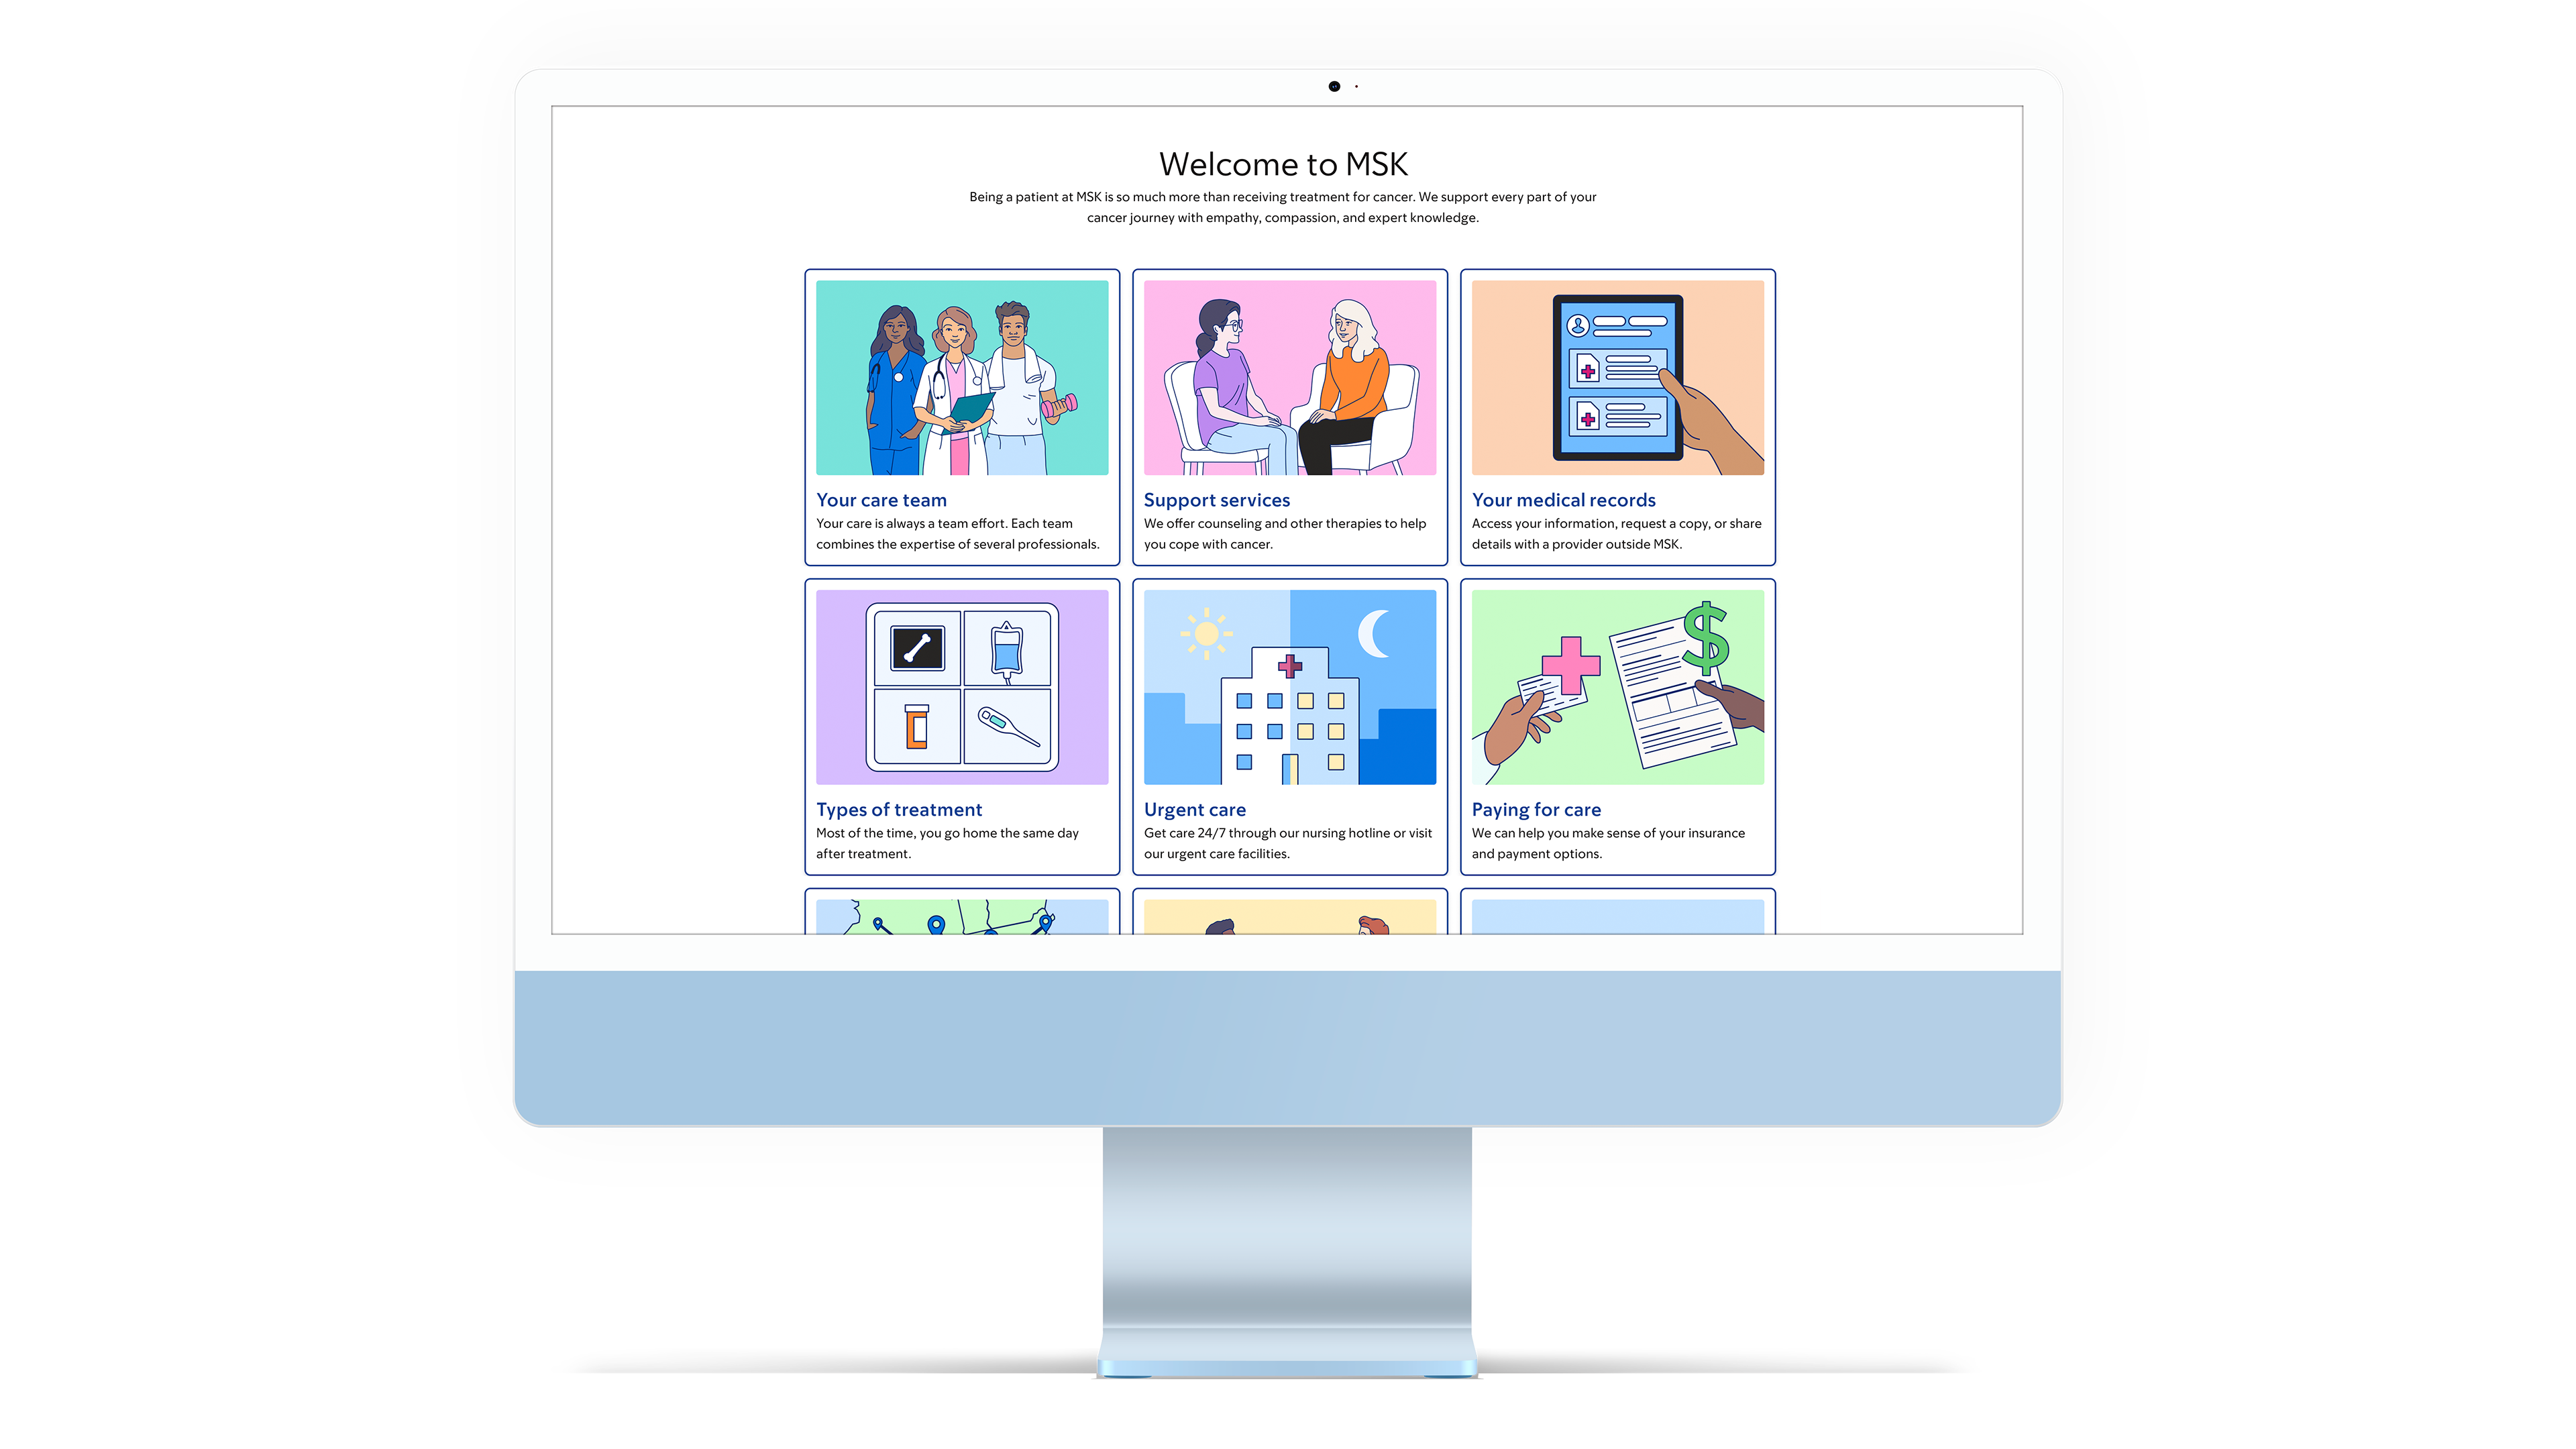 Welcome to MSK
Being a patient at MSK is so much more than receiving treatment for cancer. We support every part of your
cancer journey with empathy, compassion, and expert knowledge.
Your care team
Your care is always a team effort. Each team
combines the expertise of several professionals.
Support services
We offer counseling and other therapies to help
you cope with cancer.
Your medical records
Access your information, request a copy, or share
details with a provider outside MSK.
Types of treatment
Most of the time, you go home the same day
after treatment.
Urgent care
Get care 24/7 through our nursing hotline or visit
our urgent care facilities.
$
Paying for care
We can help you make sense of your insurance
and payment options.